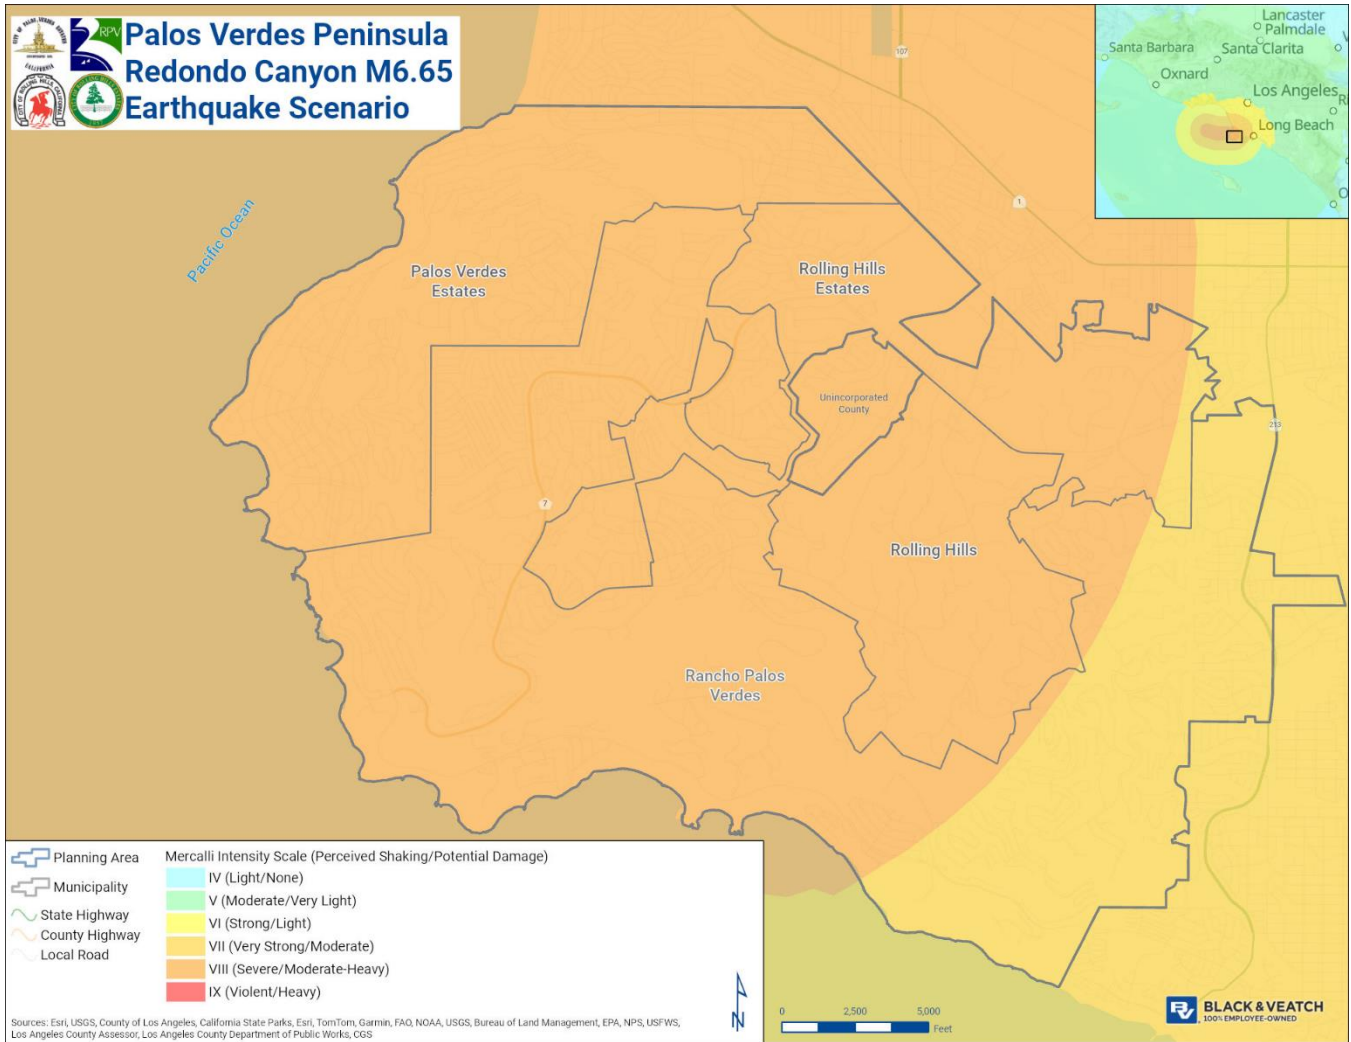 Palos Verdes Peninsula
Redondo Canyon M6.65
Earthquake Scenario
RPV
Lancaster
Palmdale
Santa Barbara
Santa Clarita
Oxnard
Los Angeles
Long Beach
107
1
Pacific Ocean
Palos Verdes
Estates
Rolling Hills
Estates
Unincorporated
County
213
7
Rolling Hills
Rancho Palos
Verdes
Planning Area
Municipality
State Highway
County Highway
Local Road
Mercalli Intensity Scale (Perceived Shaking/Potential Damage)
IV (Light/None)
V (Moderate/Very Light)
VI (Strong/Light)
VII (Very Strong/Moderate)
VIII (Severe/Moderate-Heavy)
IX (Violent/Heavy)
N
0 2,500 5,000
Feet
BV
BLACK & VEATCH
100% EMPLOYEE-OWNED
Sources: Esri, USGS, County of Los Angeles, California State Parks, Esri, TomTom, Garmin, FAO, NOAA, USGS, Bureau of Land Management, EPA, NPS, USFWS,
Los Angeles County Assessor, Los Angeles County Department of Public Works, CGS